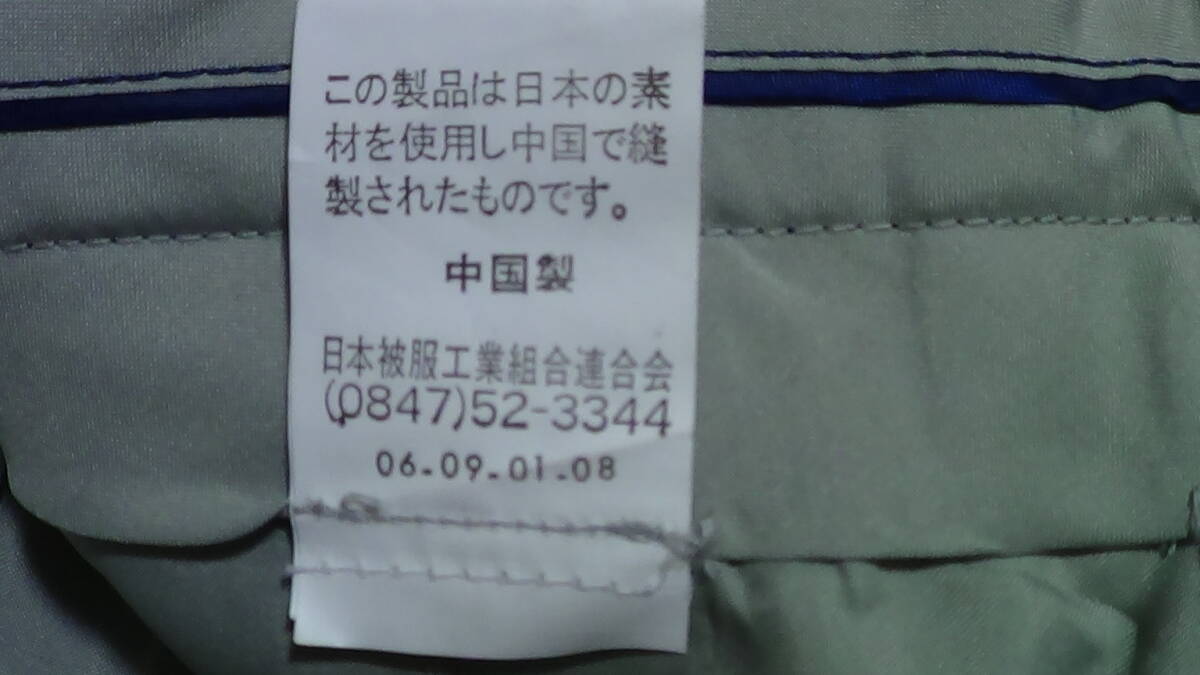 この製品は日本の素
材を使用し中国で縫
製されたものです。
中国製
日本被服工業組合連合会
(0847)52-3344
06-09-01-08